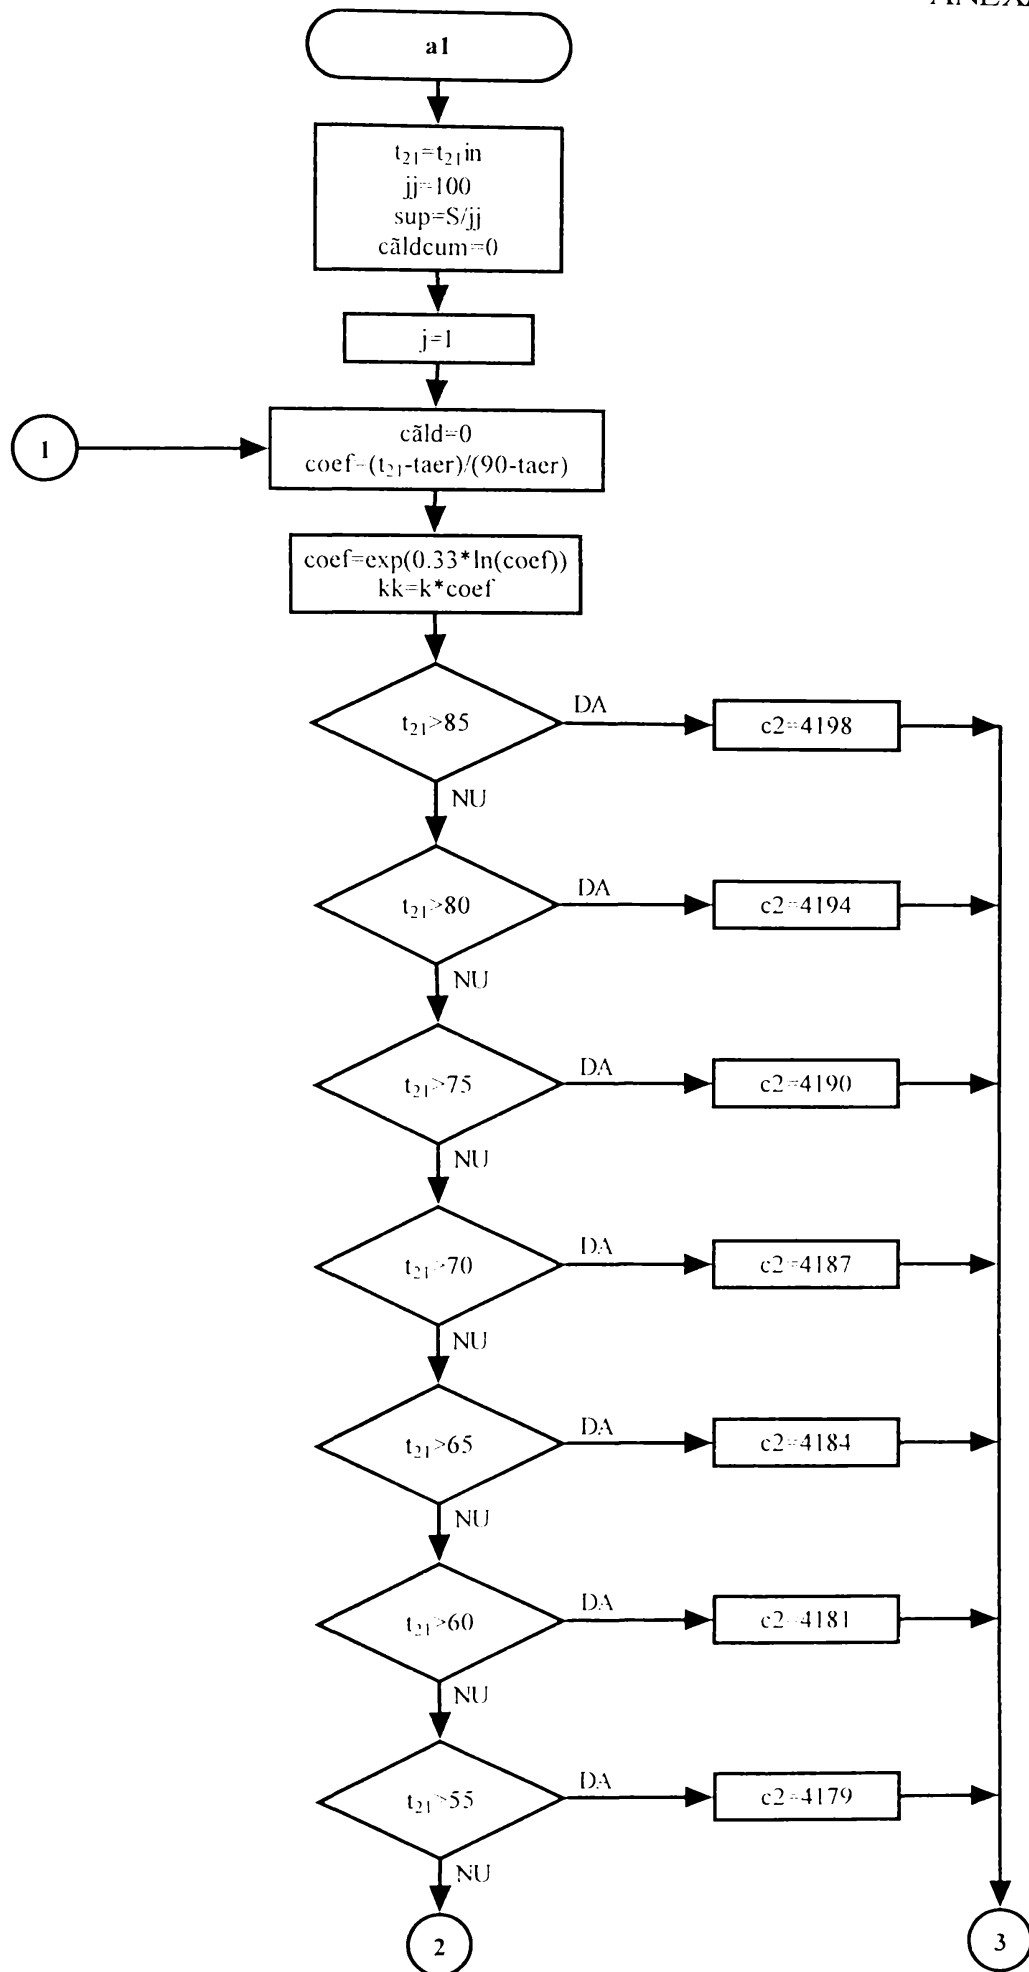 ANEXA
a1
t₂₁=t₂₁in
jj=100
sup=S/jj
cãldcum=0
j=1
1
cãld=0
coef=(t₂₁-taer)/(90-taer)
coef=exp(0.33*ln(coef))
kk=k*coef
t₂₁>85
DA
c2=4198
NU
t₂₁>80
DA
c2=4194
NU
t₂₁>75
DA
c2=4190
NU
t₂₁>70
DA
c2=4187
NU
t₂₁>65
DA
c2=4184
NU
t₂₁>60
DA
c2=4181
NU
t₂₁>55
DA
c2=4179
NU
2
3